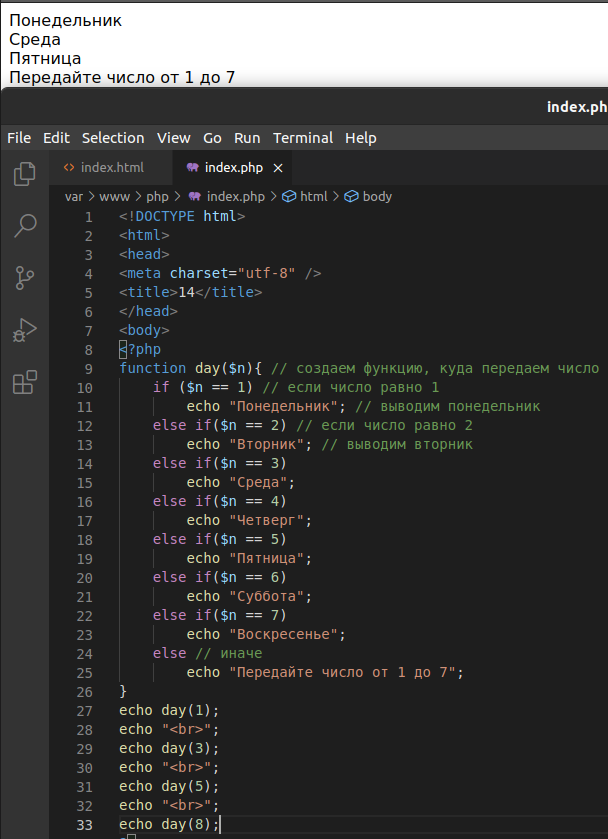 Понедельник
Среда
Пятница
Передайте число от 1 до 7
index.ph
File Edit Selection View Go Run Terminal Help
index.html index.php
var > www > php > index.php > html > body
1 <!DOCTYPE html>
2 <html>
3 <head>
4 <meta charset="utf-8" />
5 <title>14</title>
6 </head>
7 <body>
8 <?php
9 function day($n){ // создаем функцию, куда передаем число
10 if ($n == 1) // если число равно 1
11 echo "Понедельник"; // выводим понедельник
12 else if($n == 2) // если число равно 2
13 echo "Вторник"; // выводим вторник
14 else if($n == 3)
15 echo "Среда";
16 else if($n == 4)
17 echo "Четверг";
18 else if($n == 5)
19 echo "Пятница";
20 else if($n == 6)
21 echo "Суббота";
22 else if($n == 7)
23 echo "Воскресенье";
24 else // иначе
25 echo "Передайте число от 1 до 7";
26 }
27 echo day(1);
28 echo "<br>";
29 echo day(3);
30 echo "<br>";
31 echo day(5);
32 echo "<br>";
33 echo day(8);